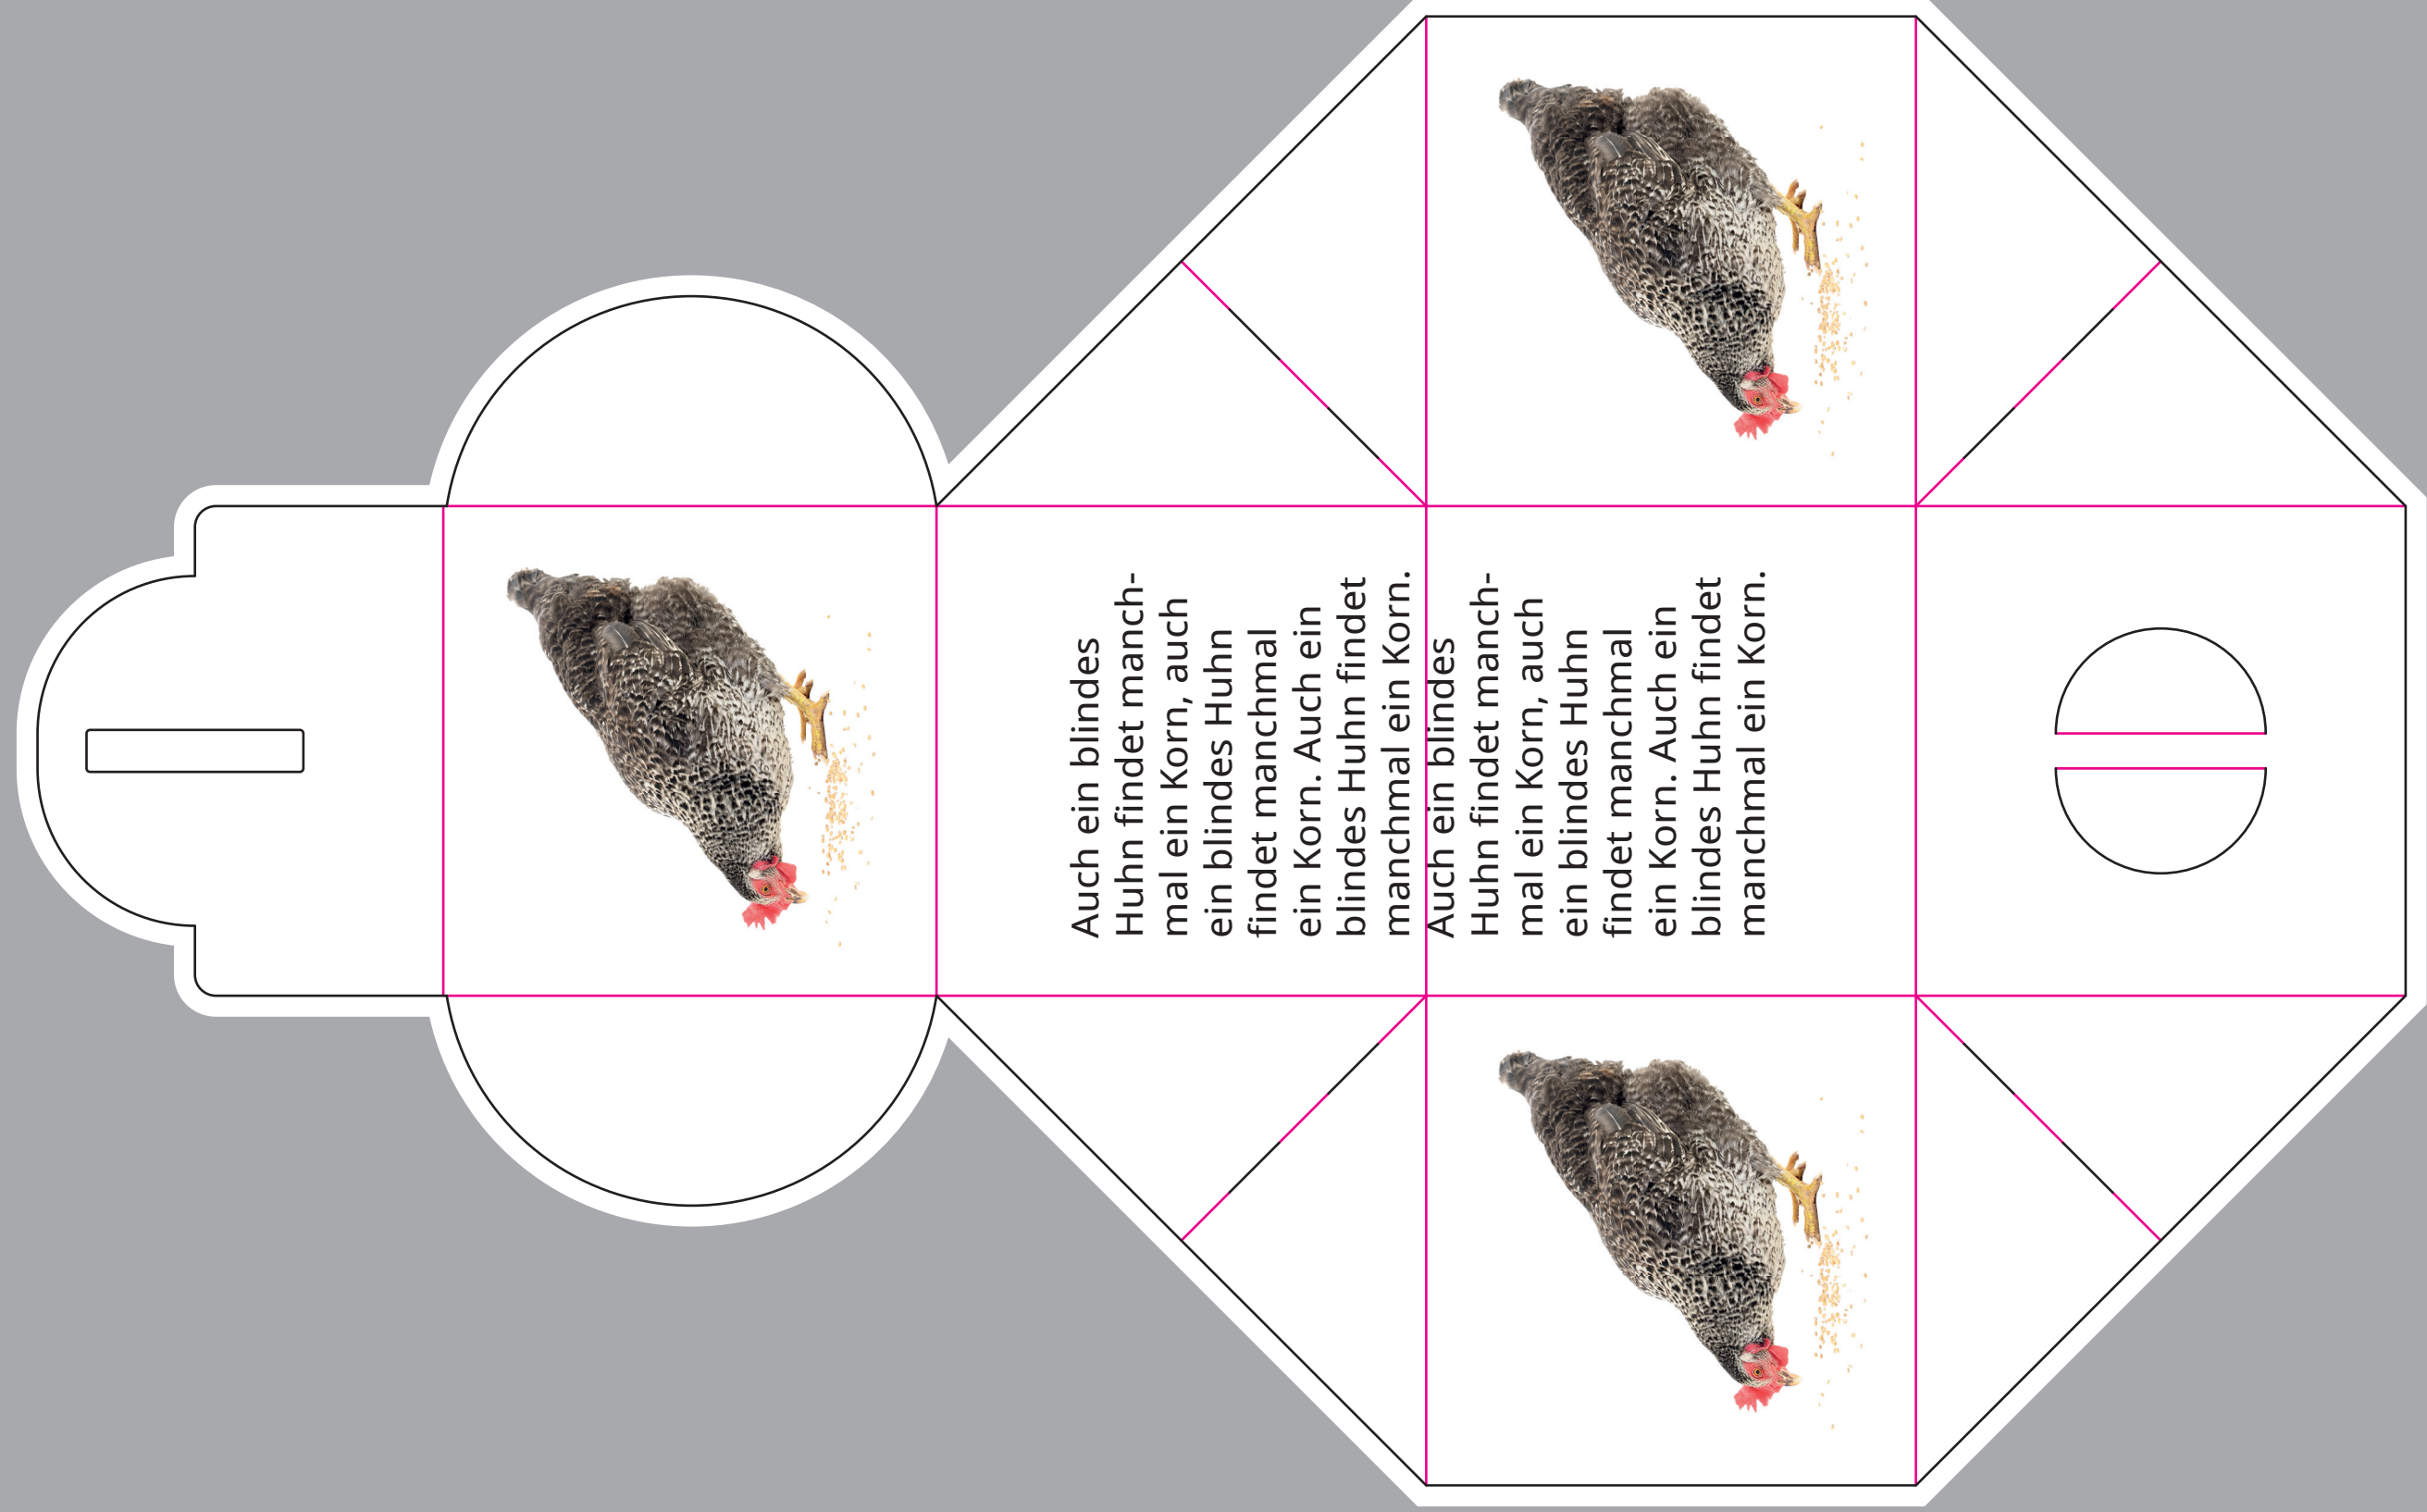 Auch ein blindes
Huhn findet manch-
mal ein Korn, auch
ein blindes Huhn
findet manchmal
ein Korn. Auch ein
blindes Huhn findet
manchmal ein Korn.
Auch ein blindes
Huhn findet manch-
mal ein Korn, auch
ein blindes Huhn
findet manchmal
ein Korn. Auch ein
blindes Huhn findet
manchmal ein Korn.